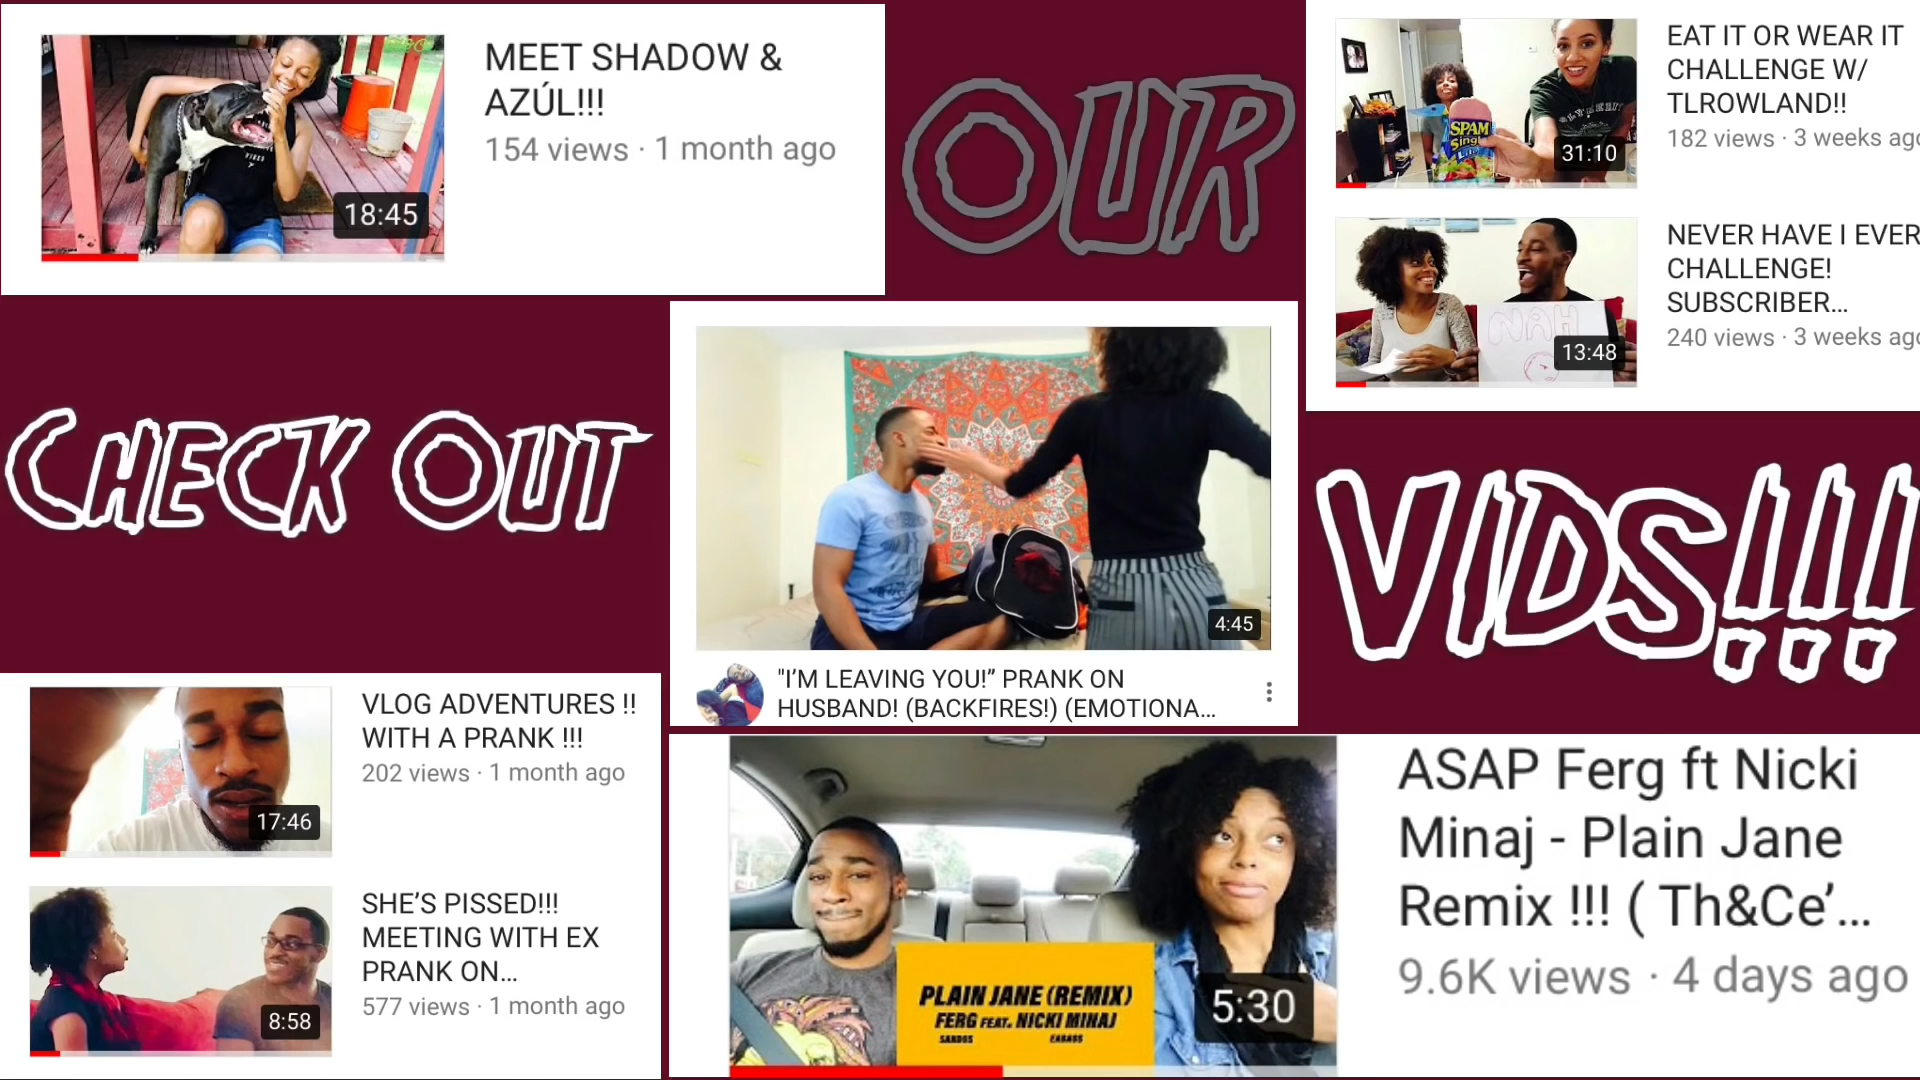 MEET SHADOW &
AZÚL!!!
154 views · 1 month ago
18:45
OUR
EAT IT OR WEAR IT
CHALLENGE W/
TLROWLAND!!
182 views · 3 weeks ago
SPAM
31:10
NEVER HAVE I EVER
CHALLENGE!
SUBSCRIBER...
240 views · 3 weeks ago
NAH
13:48
CHECK OUT
4:45
"I'M LEAVING YOU!" PRANK ON
HUSBAND! (BACKFIRES!) (EMOTIONA...
VIDS!!!
VLOG ADVENTURES !!
WITH A PRANK !!!
202 views · 1 month ago
17:46
SHE'S PISSED!!!
MEETING WITH EX
PRANK ON...
577 views · 1 month ago
8:58
ASAP Ferg ft Nicki
Minaj - Plain Jane
Remix !!! ( Th&Ce'...
9.6K views · 4 days ago
PLAIN JANE (REMIX)
FERG FEAT. NICKI MINAJ
5:30